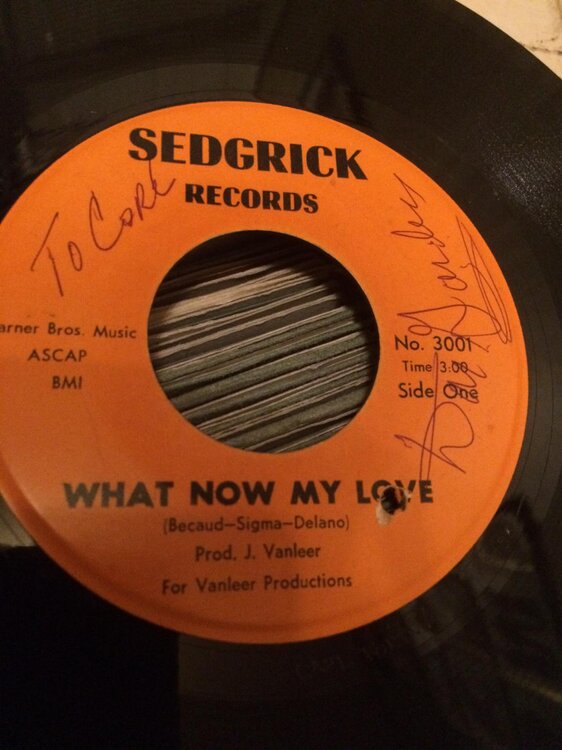 SEDGRICK
RECORDS
To Core
arner Bros. Music
ASCAP
BMI
No. 3001
Time 3:00
Side One
WHAT NOW MY LOVE
(Becaud—Sigma—Delano)
Prod. J. Vanleer
For Vanleer Productions